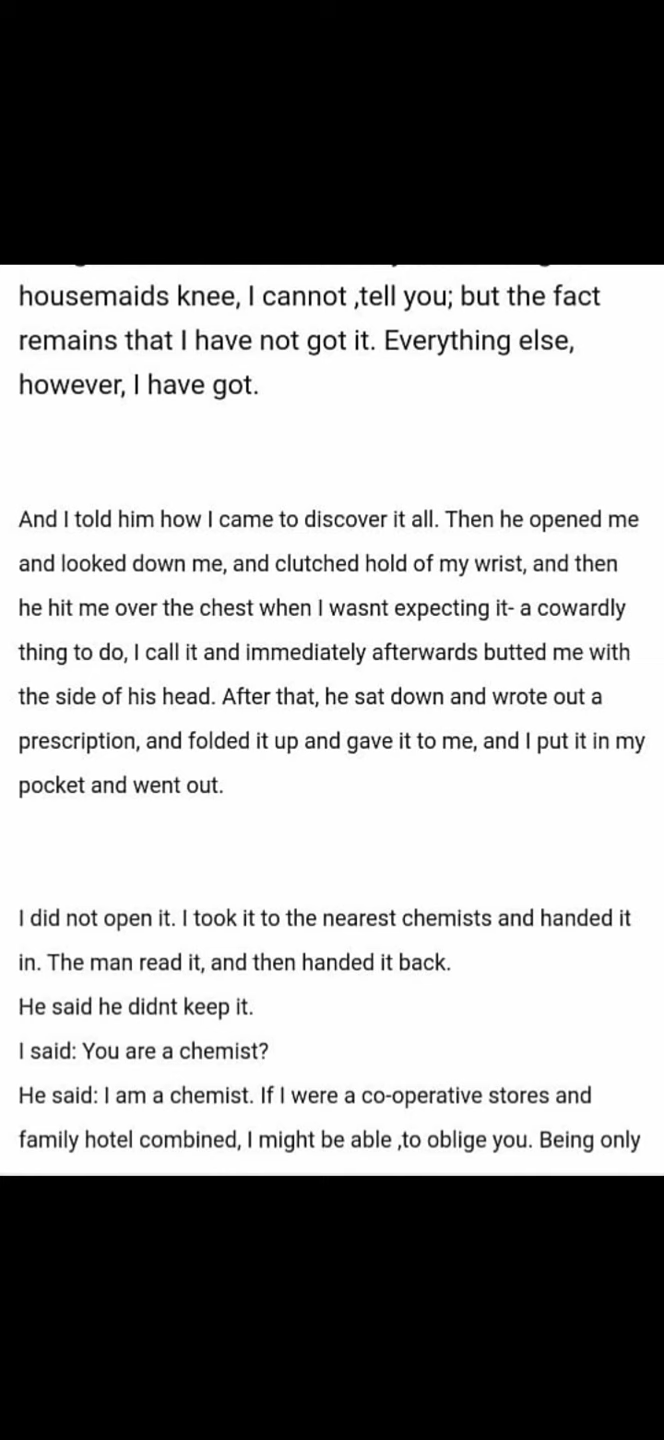 housemaids knee, I cannot ,tell you; but the fact
remains that I have not got it. Everything else,
however, I have got.
And I told him how I came to discover it all. Then he opened me
and looked down me, and clutched hold of my wrist, and then
he hit me over the chest when I wasnt expecting it- a cowardly
thing to do, I call it and immediately afterwards butted me with
the side of his head. After that, he sat down and wrote out a
prescription, and folded it up and gave it to me, and I put it in my
pocket and went out.
I did not open it. I took it to the nearest chemists and handed it
in. The man read it, and then handed it back.
He said he didnt keep it.
I said: You are a chemist?
He said: I am a chemist. If I were a co-operative stores and
family hotel combined, I might be able ,to oblige you. Being only